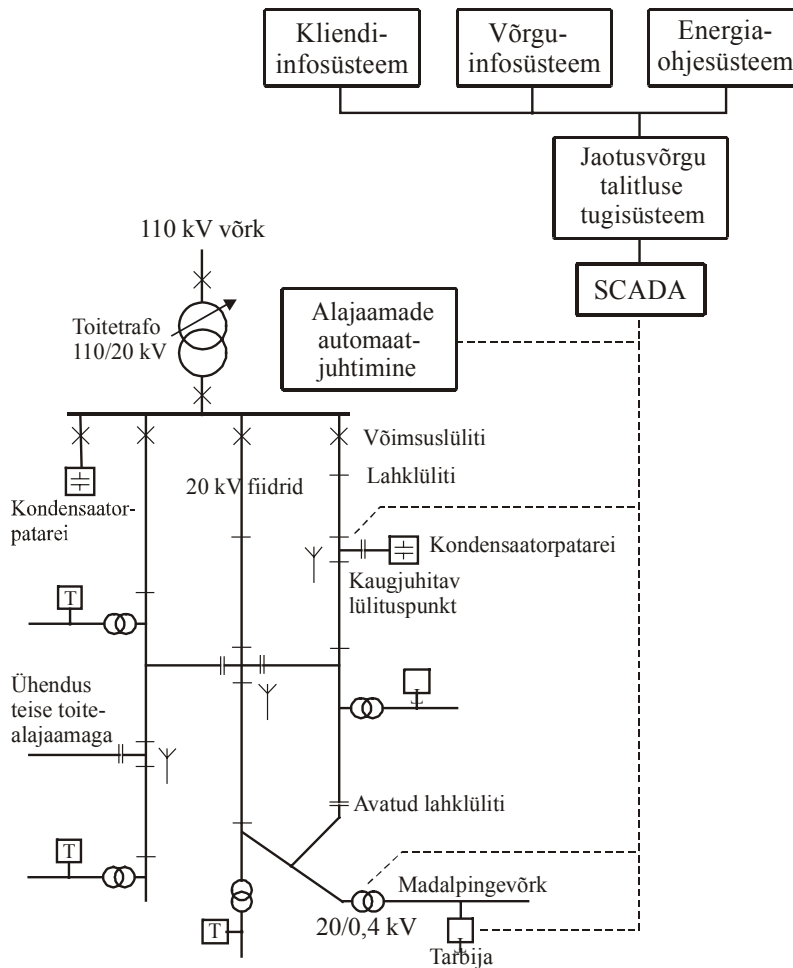 Kliendi-
infosüsteem
Võrgu-
infosüsteem
Energia-
ohjesüsteem
Jaotusvõrgu
talitluse
tugisüsteem
SCADA
110 kV võrk
Toitetrafo
110/20 kV
Alajaamade
automaat-
juhtimine
Võimsuslüliti
Lahklüliti
20 kV fiidrid
Kondensaator-
patarei
Kondensaatorpatarei
Kaugjuhitav
lülituspunkt
T
Ühendus
teise toite-
alajaamaga
Avatud lahklüliti
T
Madalpingevõrk
20/0,4 kV
T
Tarbija